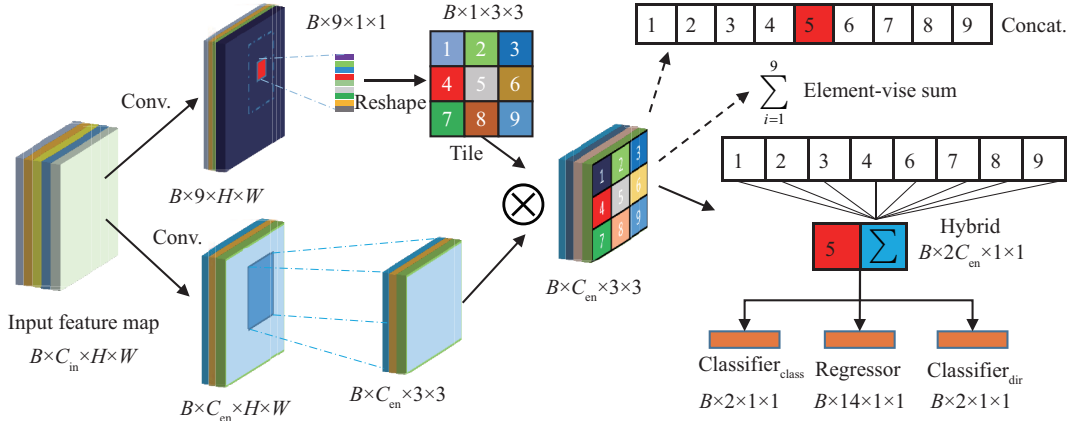 B×9×1×1
B×1×3×3
1 2 3 4 5 6 7 8 9
Concat.
Conv.
Reshape
1 2 3
4 5 6
7 8 9
Tile
9
∑
i=1
Element-vise sum
B×9×H×W
1 2 3
4 5 6
7 8 9
1 2 3 4 6 7 8 9
Conv.
5 ∑
Hybrid
B×2C_en×1×1
B×C_en×3×3
Input feature map
B×C_in×H×W
B×C_en×H×W
B×C_en×3×3
Classifier_class
Regressor
Classifier_dir
B×2×1×1
B×14×1×1
B×2×1×1